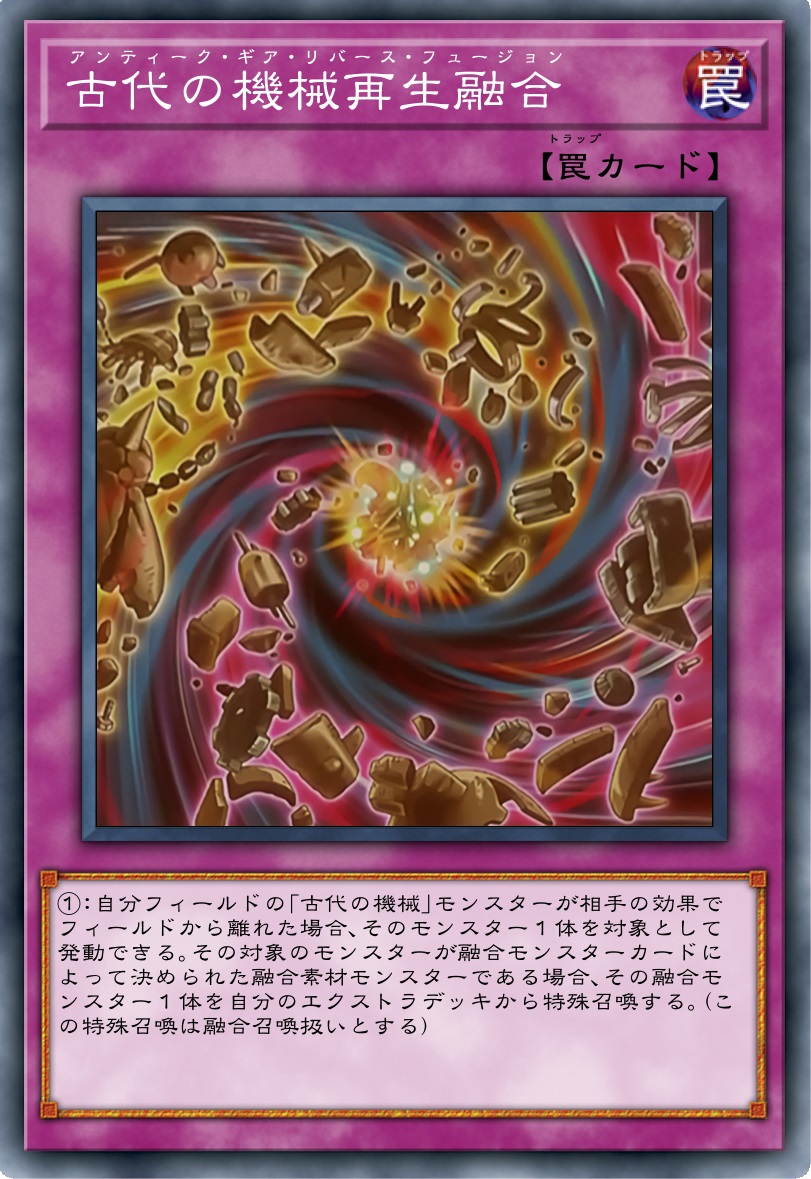 アンティーク・ギア・リバース・フュージョン
古代の機械再生融合
トラップ
罠
トラップ
【罠カード】
①：自分フィールドの「古代の機械」モンスターが相手の効果で
フィールドから離れた場合、そのモンスター１体を対象として
発動できる。その対象のモンスターが融合モンスターカードに
よって決められた融合素材モンスターである場合、その融合モ
ンスター１体を自分のエクストラデッキから特殊召喚する。（こ
の特殊召喚は融合召喚扱いとする）